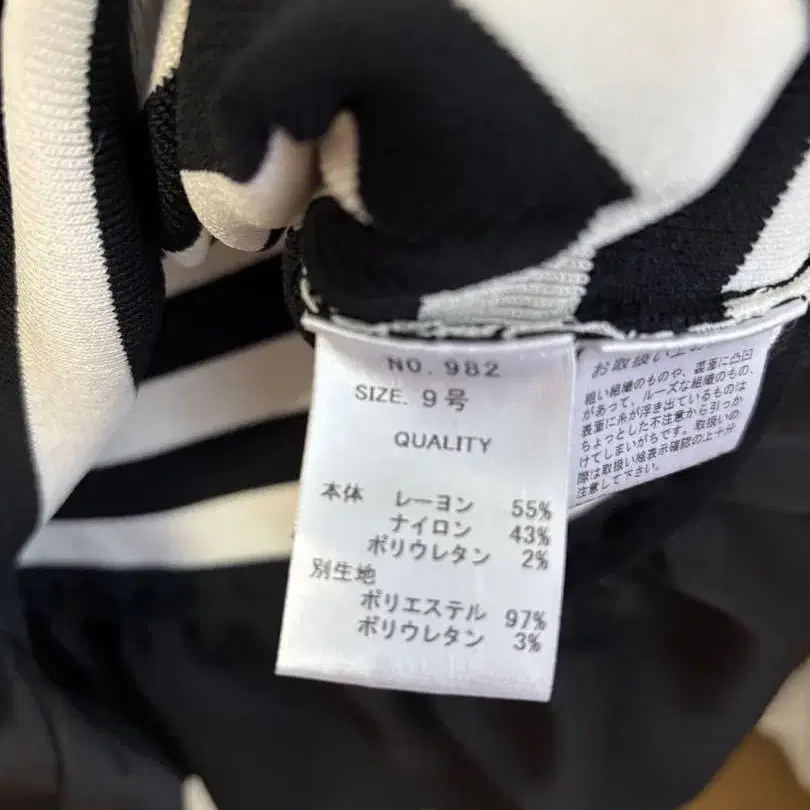 NO. 982
SIZE. 9号
QUALITY
本体 レーヨン 55%
ナイロン 43%
ポリウレタン 2%
別生地
ポリエステル 97%
ポリウレタン 3%
お取扱い上の
粗い組織のものや、裏面に凸凹
があって、ルーズな組織のもの、
表面に糸が浮き出ているものは
ちょっとした不注意から引っか
けてしまいがちです。取扱いの
際は取扱い絵表示確認の上十分
注意して下さい。